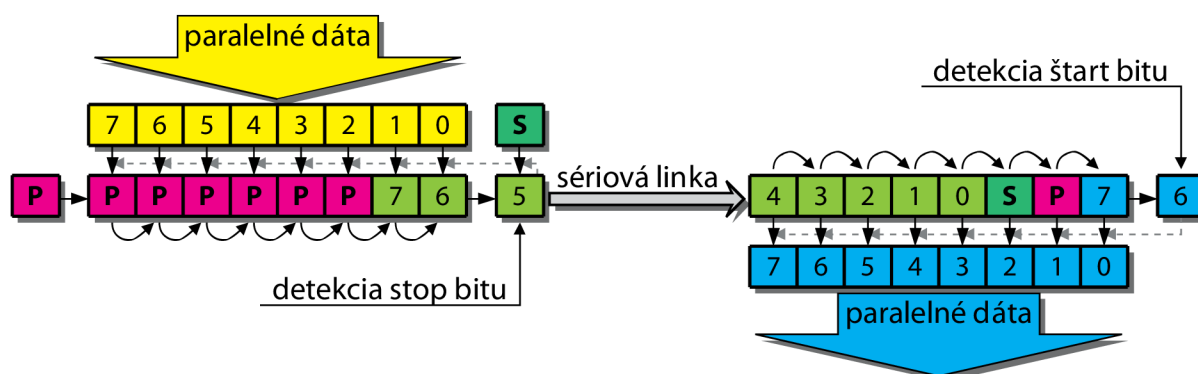 paralelné dáta
detekcia štart bitu
7 6 5 4 3 2 1 0 S
sériová linka
P P P P P P P 7 6 5
4 3 2 1 0 S P 7 6
7 6 5 4 3 2 1 0
detekcia stop bitu
paralelné dáta